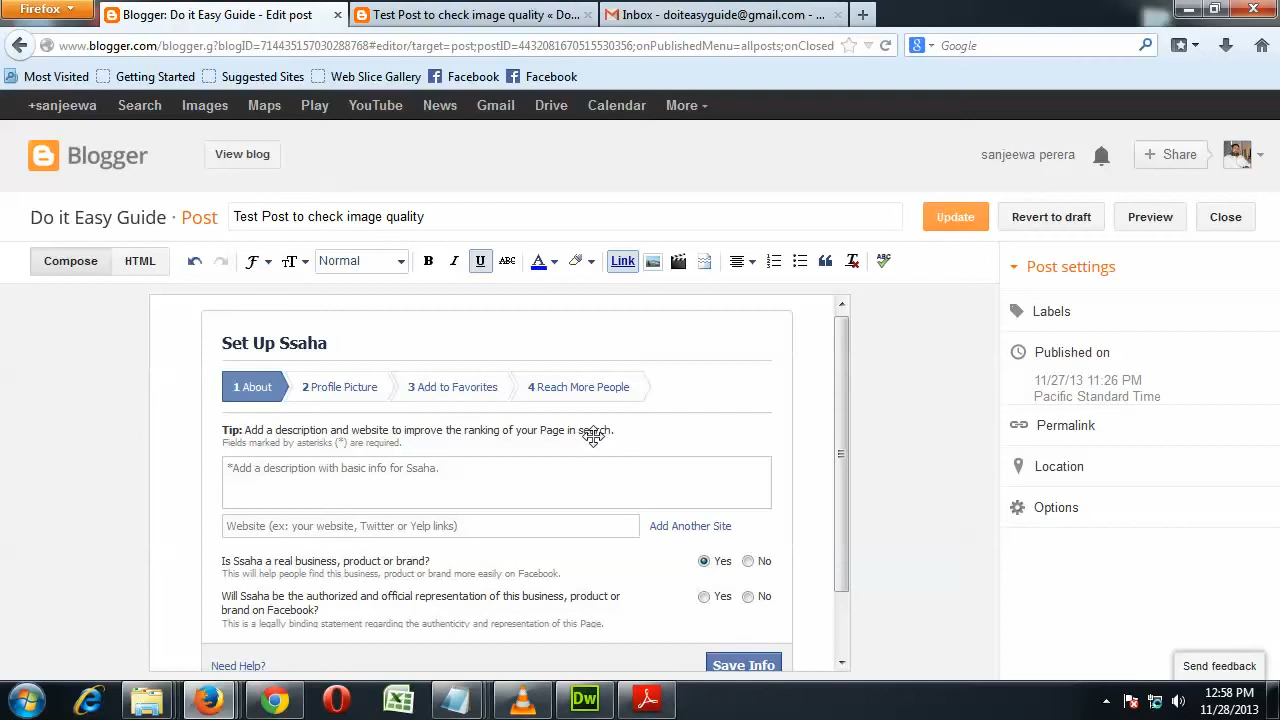 Firefox
Blogger: Do it Easy Guide - Edit post
Test Post to check image quality ~ Do...
Inbox - doiteasyguide@gmail.com - ...
www.blogger.com/blogger.g?blogID=714435157030288768#editor/target=post;postID=4432081670515530356;onPublishedMenu=allposts;onClosed
Google
Most Visited
Getting Started
Suggested Sites
Web Slice Gallery
Facebook
Facebook
+sanjeewa Search Images Maps Play YouTube News Gmail Drive Calendar More
Blogger
View blog
sanjeewa perera
+ Share
Do it Easy Guide · Post
Test Post to check image quality
Update
Revert to draft
Preview
Close
Compose
HTML
Normal
B I U ABC A
Link
ABC
Post settings
Labels
Published on
11/27/13 11:26 PM
Pacific Standard Time
Permalink
Location
Options
Set Up Ssaha
1 About
2 Profile Picture
3 Add to Favorites
4 Reach More People
Tip: Add a description and website to improve the ranking of your Page in search.
Fields marked by asterisks (*) are required.
*Add a description with basic info for Ssaha.
Website (ex: your website, Twitter or Yelp links)
Add Another Site
Is Ssaha a real business, product or brand?
Yes No
This will help people find this business, product or brand more easily on Facebook.
Will Ssaha be the authorized and official representation of this business, product or
brand on Facebook?
Yes No
This is a legally binding statement regarding the authenticity and representation of this Page.
Need Help?
Save Info
Send feedback
Dw
12:58 PM
11/28/2013